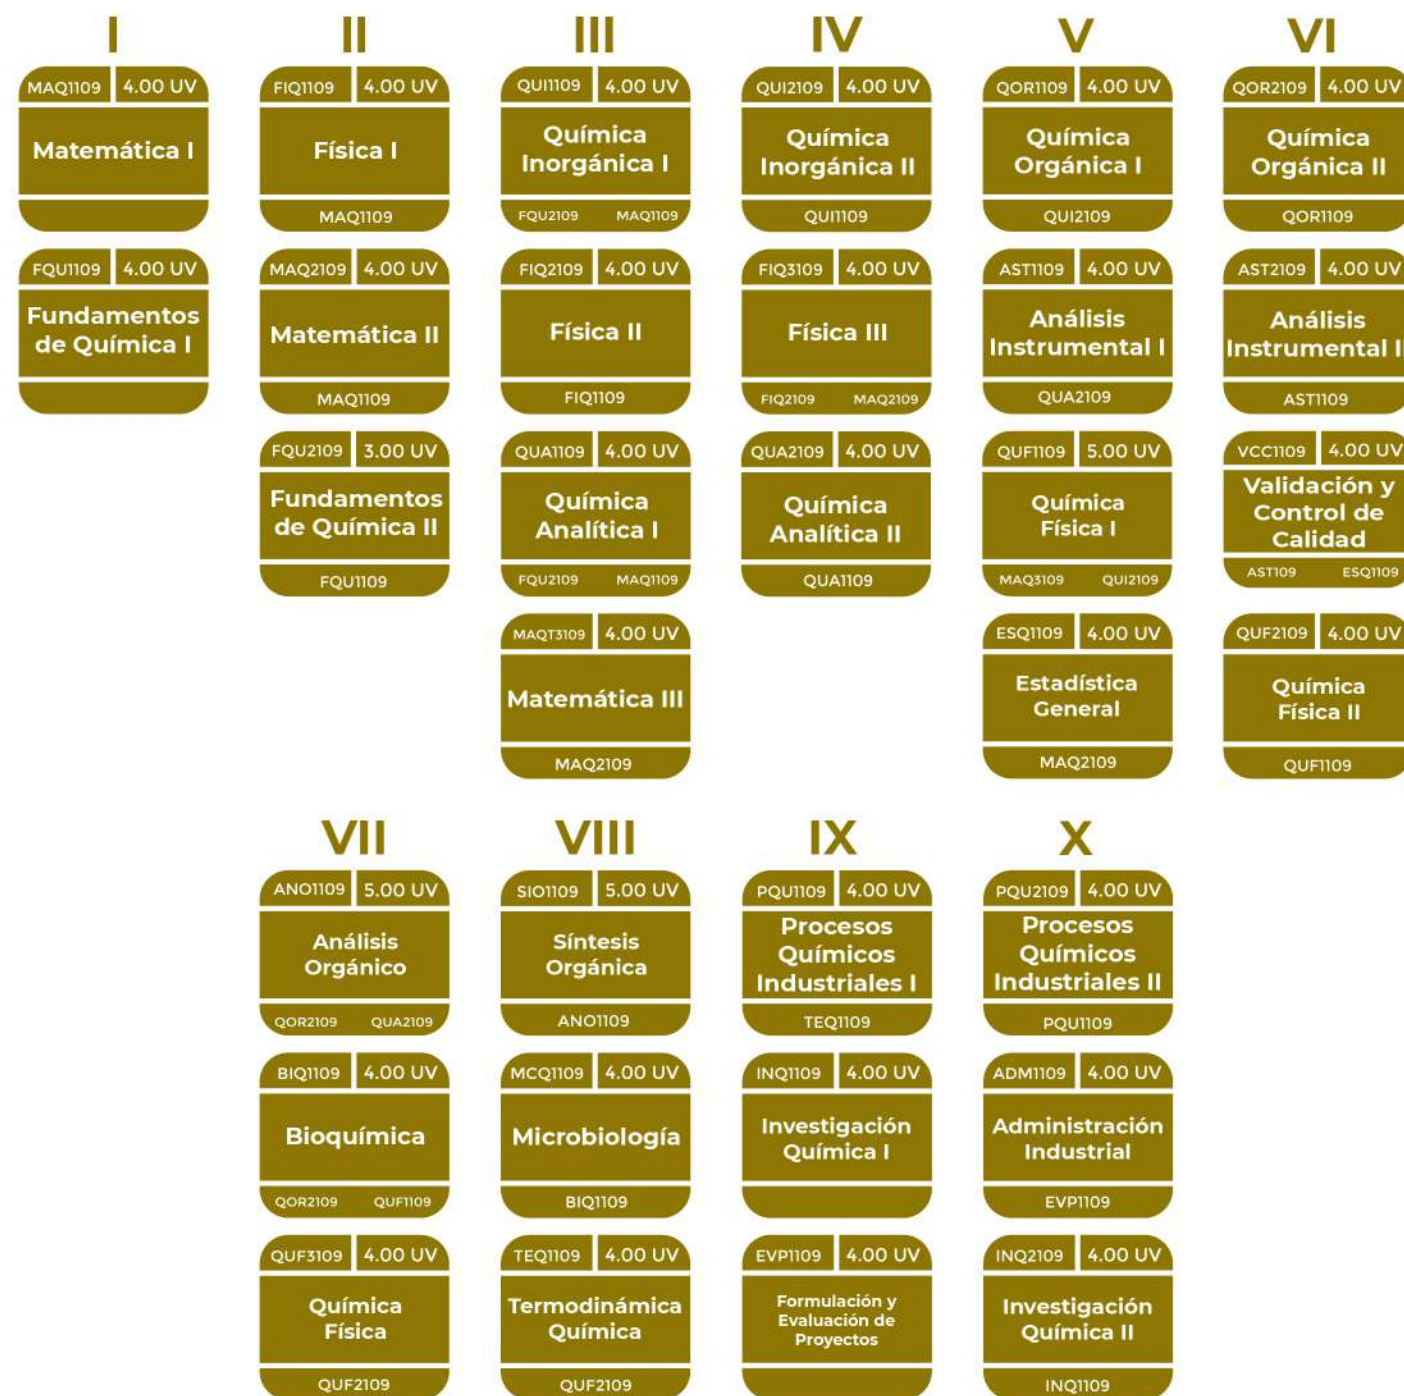 I
MAQ1109 4.00 UV
Matemática I
FQU1109 4.00 UV
Fundamentos
de Química I
II
FIQ1109 4.00 UV
Física I
MAQ1109
MAQ2109 4.00 UV
Matemática II
MAQ1109
FQU2109 3.00 UV
Fundamentos
de Química II
FQU1109
III
QUI1109 4.00 UV
Química
Inorgánica I
FQU2109 MAQ1109
FIQ2109 4.00 UV
Física II
FIQ1109
QUA1109 4.00 UV
Química
Analítica I
FQU2109 MAQ1109
MAQT3109 4.00 UV
Matemática III
MAQ2109
IV
QUI2109 4.00 UV
Química
Inorgánica II
QUI1109
FIQ3109 4.00 UV
Física III
FIQ2109 MAQ2109
QUA2109 4.00 UV
Química
Analítica II
QUA1109
V
QOR1109 4.00 UV
Química
Orgánica I
QUI2109
AST1109 4.00 UV
Análisis
Instrumental I
QUA2109
QUF1109 5.00 UV
Química
Física I
MAQ3109 QUI2109
ESQ1109 4.00 UV
Estadística
General
MAQ2109
VI
QOR2109 4.00 UV
Química
Orgánica II
QOR1109
AST2109 4.00 UV
Análisis
Instrumental II
AST1109
VCC1109 4.00 UV
Validación y
Control de
Calidad
AST109 ESQ1109
QUF2109 4.00 UV
Química
Física II
QUF1109
VII
ANO1109 5.00 UV
Análisis
Orgánico
QOR2109 QUA2109
BIQ1109 4.00 UV
Bioquímica
QOR2109 QUF1109
QUF3109 4.00 UV
Química
Física
QUF2109
VIII
SIO1109 5.00 UV
Síntesis
Orgánica
ANO1109
MCQ1109 4.00 UV
Microbiología
BIQ1109
TEQ1109 4.00 UV
Termodinámica
Química
QUF2109
IX
PQU1109 4.00 UV
Procesos
Químicos
Industriales I
TEQ1109
INQ1109 4.00 UV
Investigación
Química I
EVP1109 4.00 UV
Formulación y
Evaluación de
Proyectos
X
PQU2109 4.00 UV
Procesos
Químicos
Industriales II
PQU1109
ADM1109 4.00 UV
Administración
Industrial
EVP1109
INQ2109 4.00 UV
Investigación
Química II
INQ1109